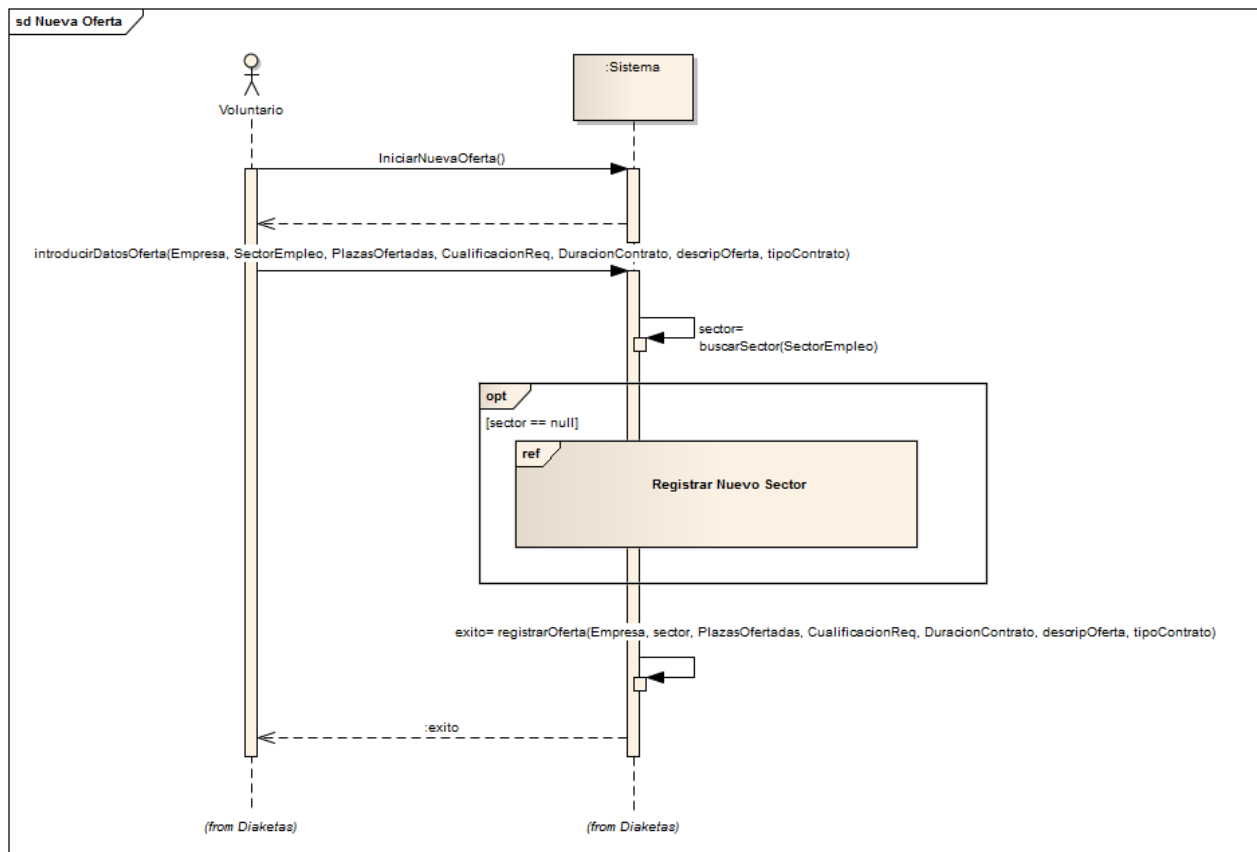 sd Nueva Oferta
Voluntario
:Sistema
IniciarNuevaOferta()
introducirDatosOferta(Empresa, SectorEmpleo, PlazasOfertadas, CualificacionReq, DuracionContrato, descripOferta, tipoContrato)
sector=
buscarSector(SectorEmpleo)
opt
[sector == null]
ref
Registrar Nuevo Sector
exito= registrarOferta(Empresa, sector, PlazasOfertadas, CualificacionReq, DuracionContrato, descripOferta, tipoContrato)
:exito
(from Diaketas)
(from Diaketas)